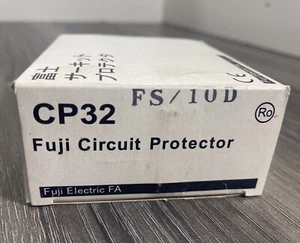 富士
サーキット
プロテクタ
CP32
FS/10D
Ro
Fuji Circuit Protector
Fuji Electric FA